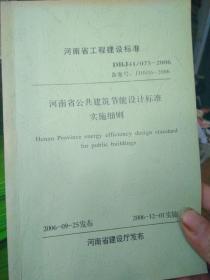 河南省工程建设标准
DBJ41/075-2006
备案号：J10856-2006
河南省公共建筑节能设计标准
实施细则
Henan Province energy efficiency design standard
for public buildings
2006-09-25发布
2006-12-01实施
河南省建设厅发布